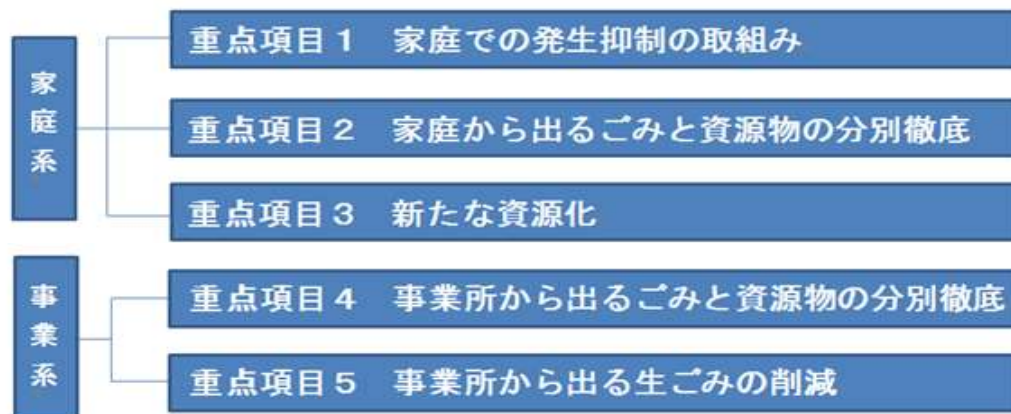 家庭系
重点項目１　家庭での発生抑制の取組み
重点項目２　家庭から出るごみと資源物の分別徹底
重点項目３　新たな資源化
事業系
重点項目４　事業所から出るごみと資源物の分別徹底
重点項目５　事業所から出る生ごみの削減